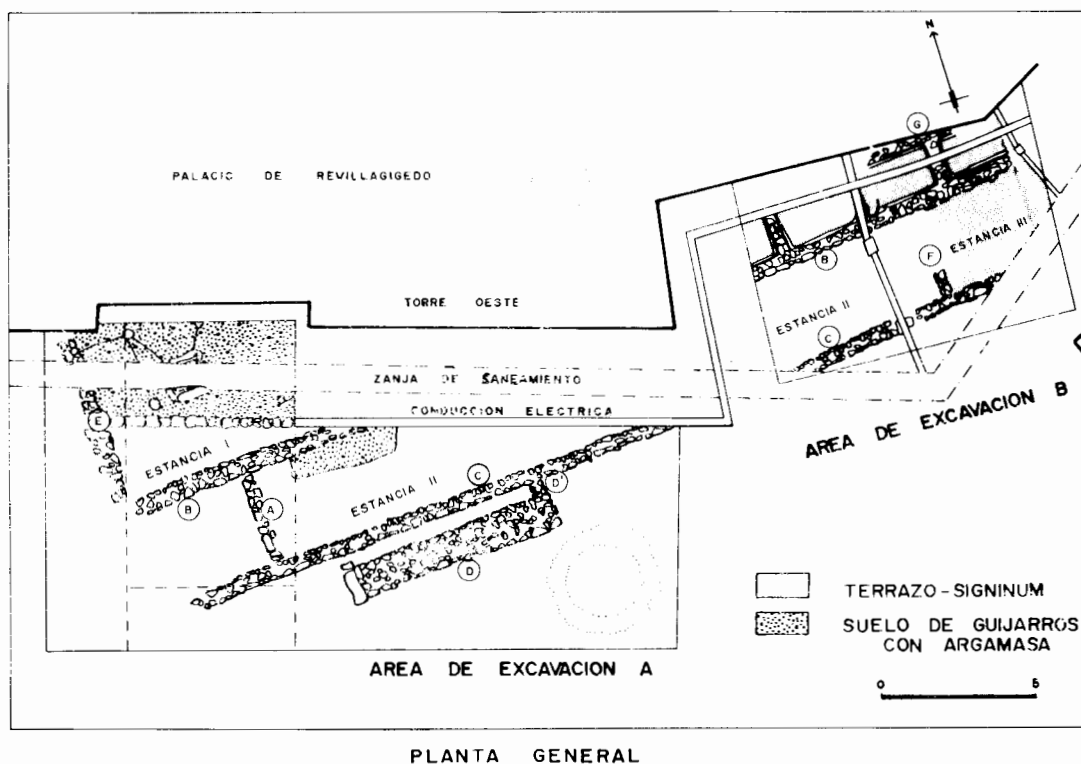 N
G
PALACIO DE REVILLAGIGEDO
ESTANCIA III
F
B
TORRE OESTE
ESTANCIA II
C
ZANJA DE SANEAMIENTO
CONDUCCION ELECTRICA
AREA DE EXCAVACION B
E
ESTANCIA I
C
D'
ESTANCIA II
B
A
D
TERRAZO-SIGNINUM
SUELO DE GUIJARROS
CON ARGAMASA
AREA DE EXCAVACION A
0 5
PLANTA GENERAL